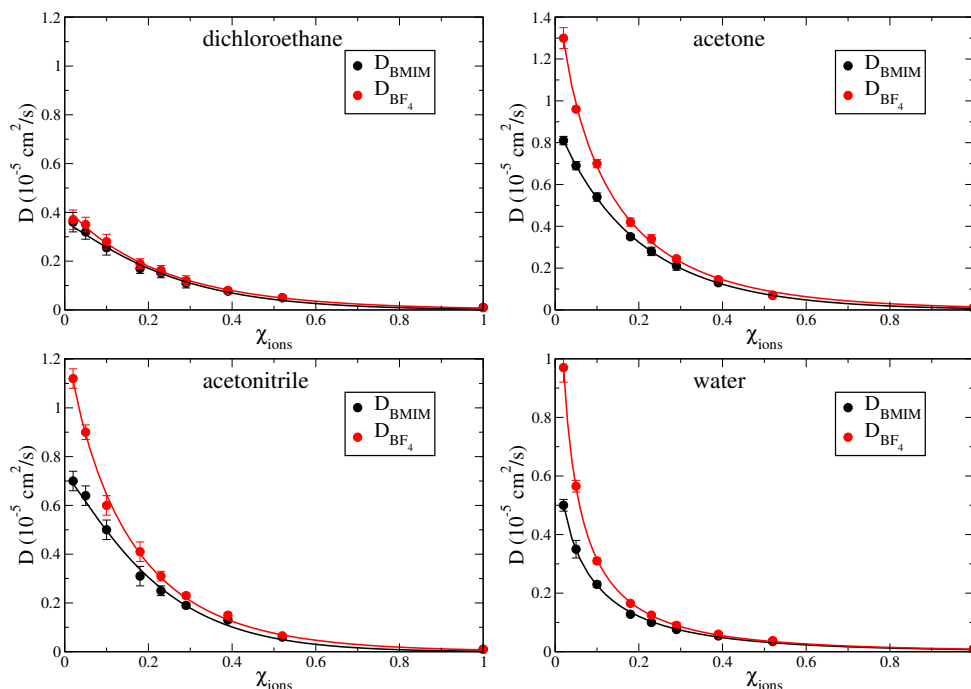 dichloroethane
D_BMIM
D_BF_4
D (10^-5 cm^2/s)
0
0.2
0.4
0.6
0.8
1
1.2
0 0.2 0.4 0.6 0.8 1
χ_ions
acetone
D_BMIM
D_BF_4
D (10^-5 cm^2/s)
0
0.2
0.4
0.6
0.8
1
1.2
1.4
0 0.2 0.4 0.6 0.8
χ_ions
acetonitrile
D_BMIM
D_BF_4
D (10^-5 cm^2/s)
0
0.2
0.4
0.6
0.8
1
1.2
0 0.2 0.4 0.6 0.8 1
χ_ions
water
D_BMIM
D_BF_4
D (10^-5 cm^2/s)
0
0.2
0.4
0.6
0.8
1
0 0.2 0.4 0.6 0.8
χ_ions